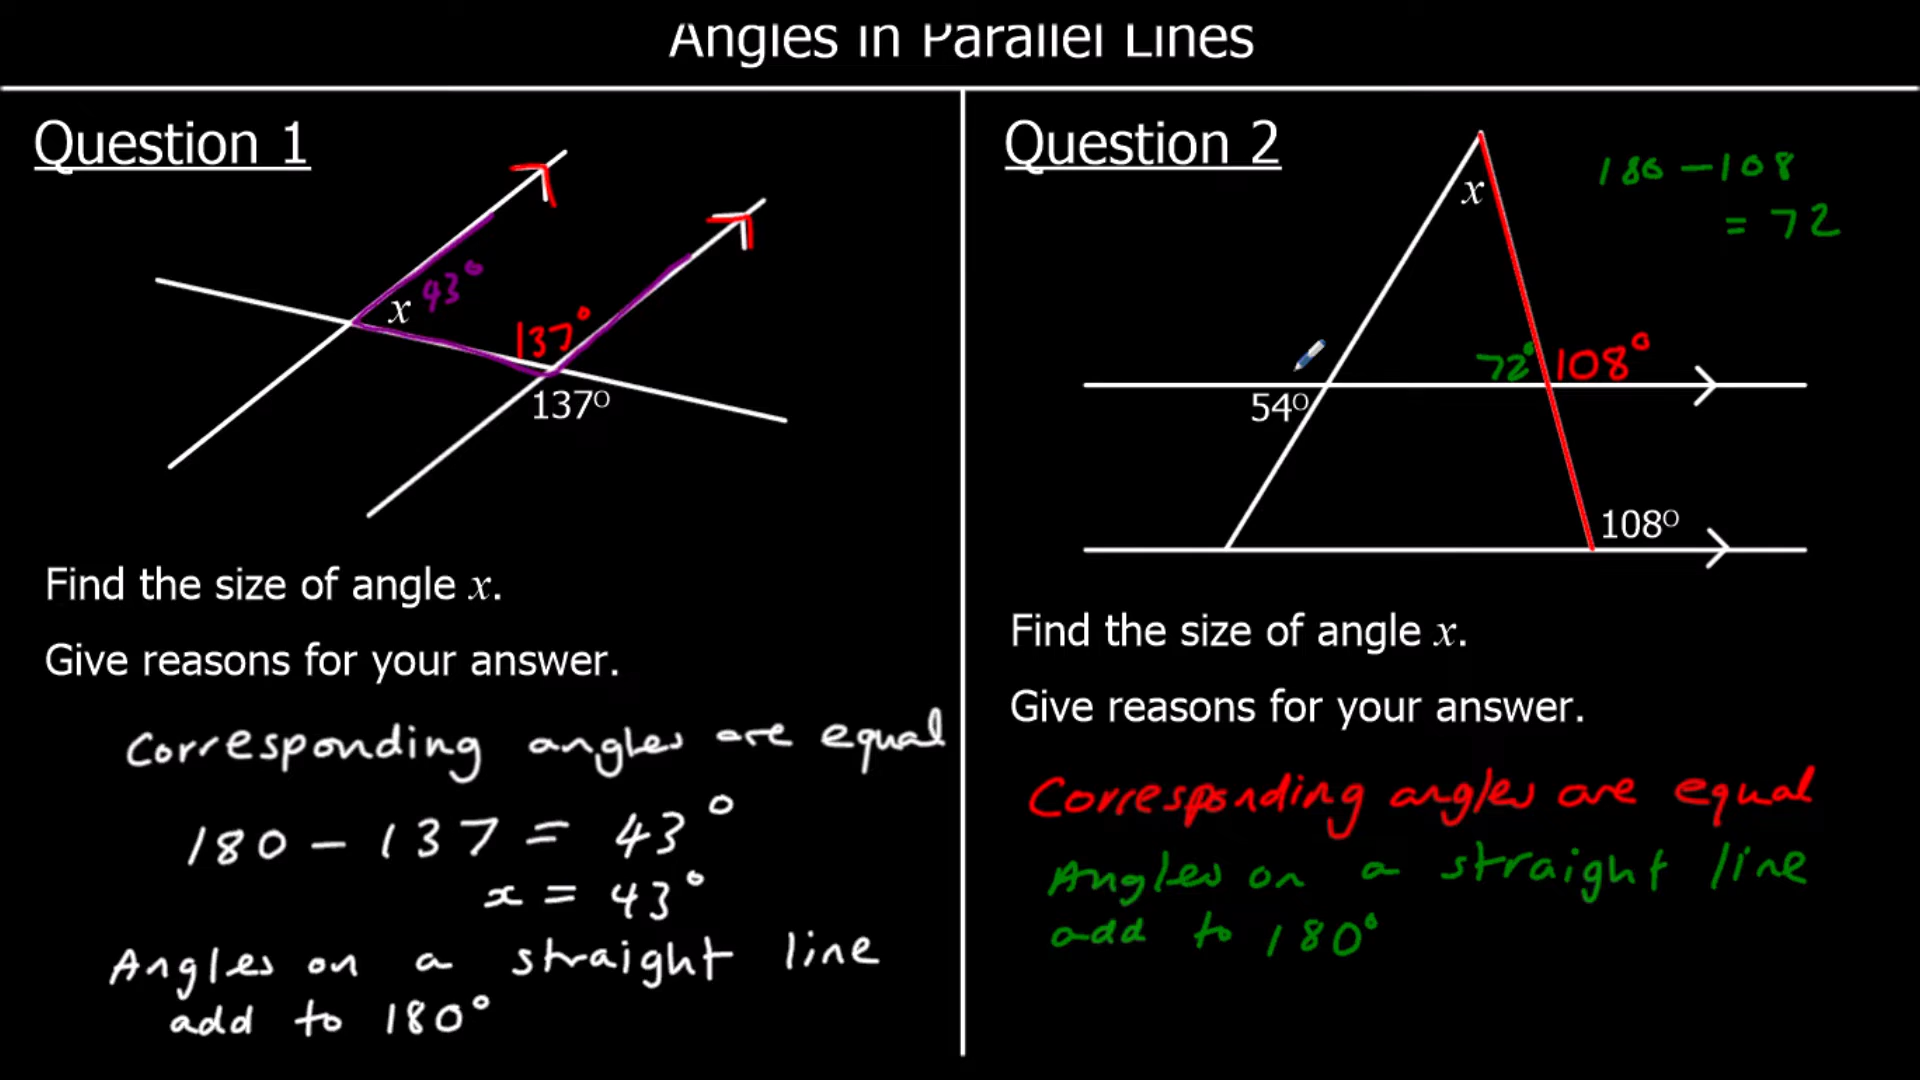 Angles in Parallel Lines
Question 1
x 43°
137°
137°
Find the size of angle x.
Give reasons for your answer.
Corresponding angles are equal
180 - 137 = 43°
x = 43°
Angles on a straight line
add to 180°
Question 2
180 - 108
= 72
x
72° 108°
54°
108°
Find the size of angle x.
Give reasons for your answer.
Corresponding angles are equal
Angles on a straight line
add to 180°